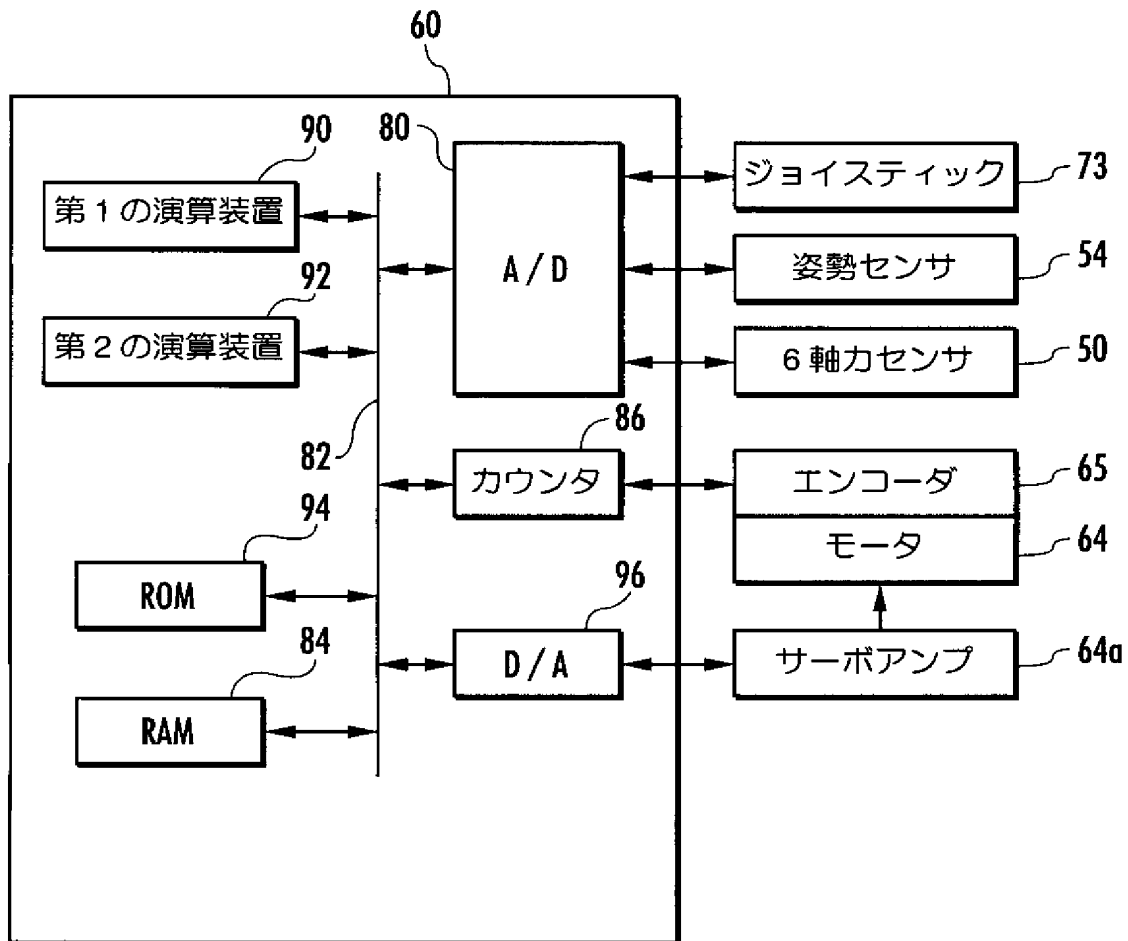 60
90
80
第1の演算装置
A/D
ジョイスティック
73
92
姿勢センサ
54
第2の演算装置
6軸力センサ
50
82
86
カウンタ
エンコーダ
65
94
モータ
64
ROM
96
D/A
サーボアンプ
64a
84
RAM